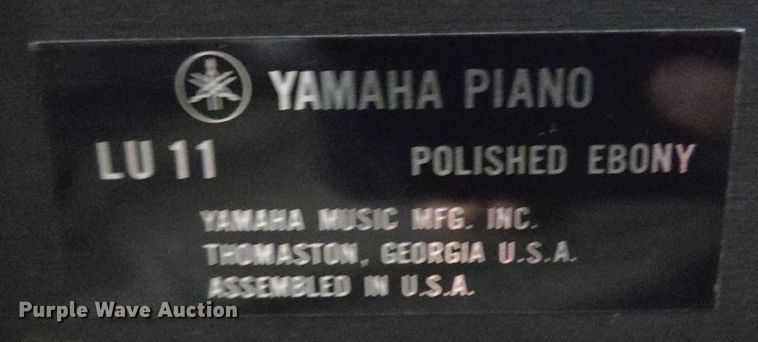 YAMAHA PIANO
LU 11 POLISHED EBONY
YAMAHA MUSIC MFG. INC.
THOMASTON, GEORGIA U.S.A.
ASSEMBLED IN U.S.A.
Purple Wave Auction